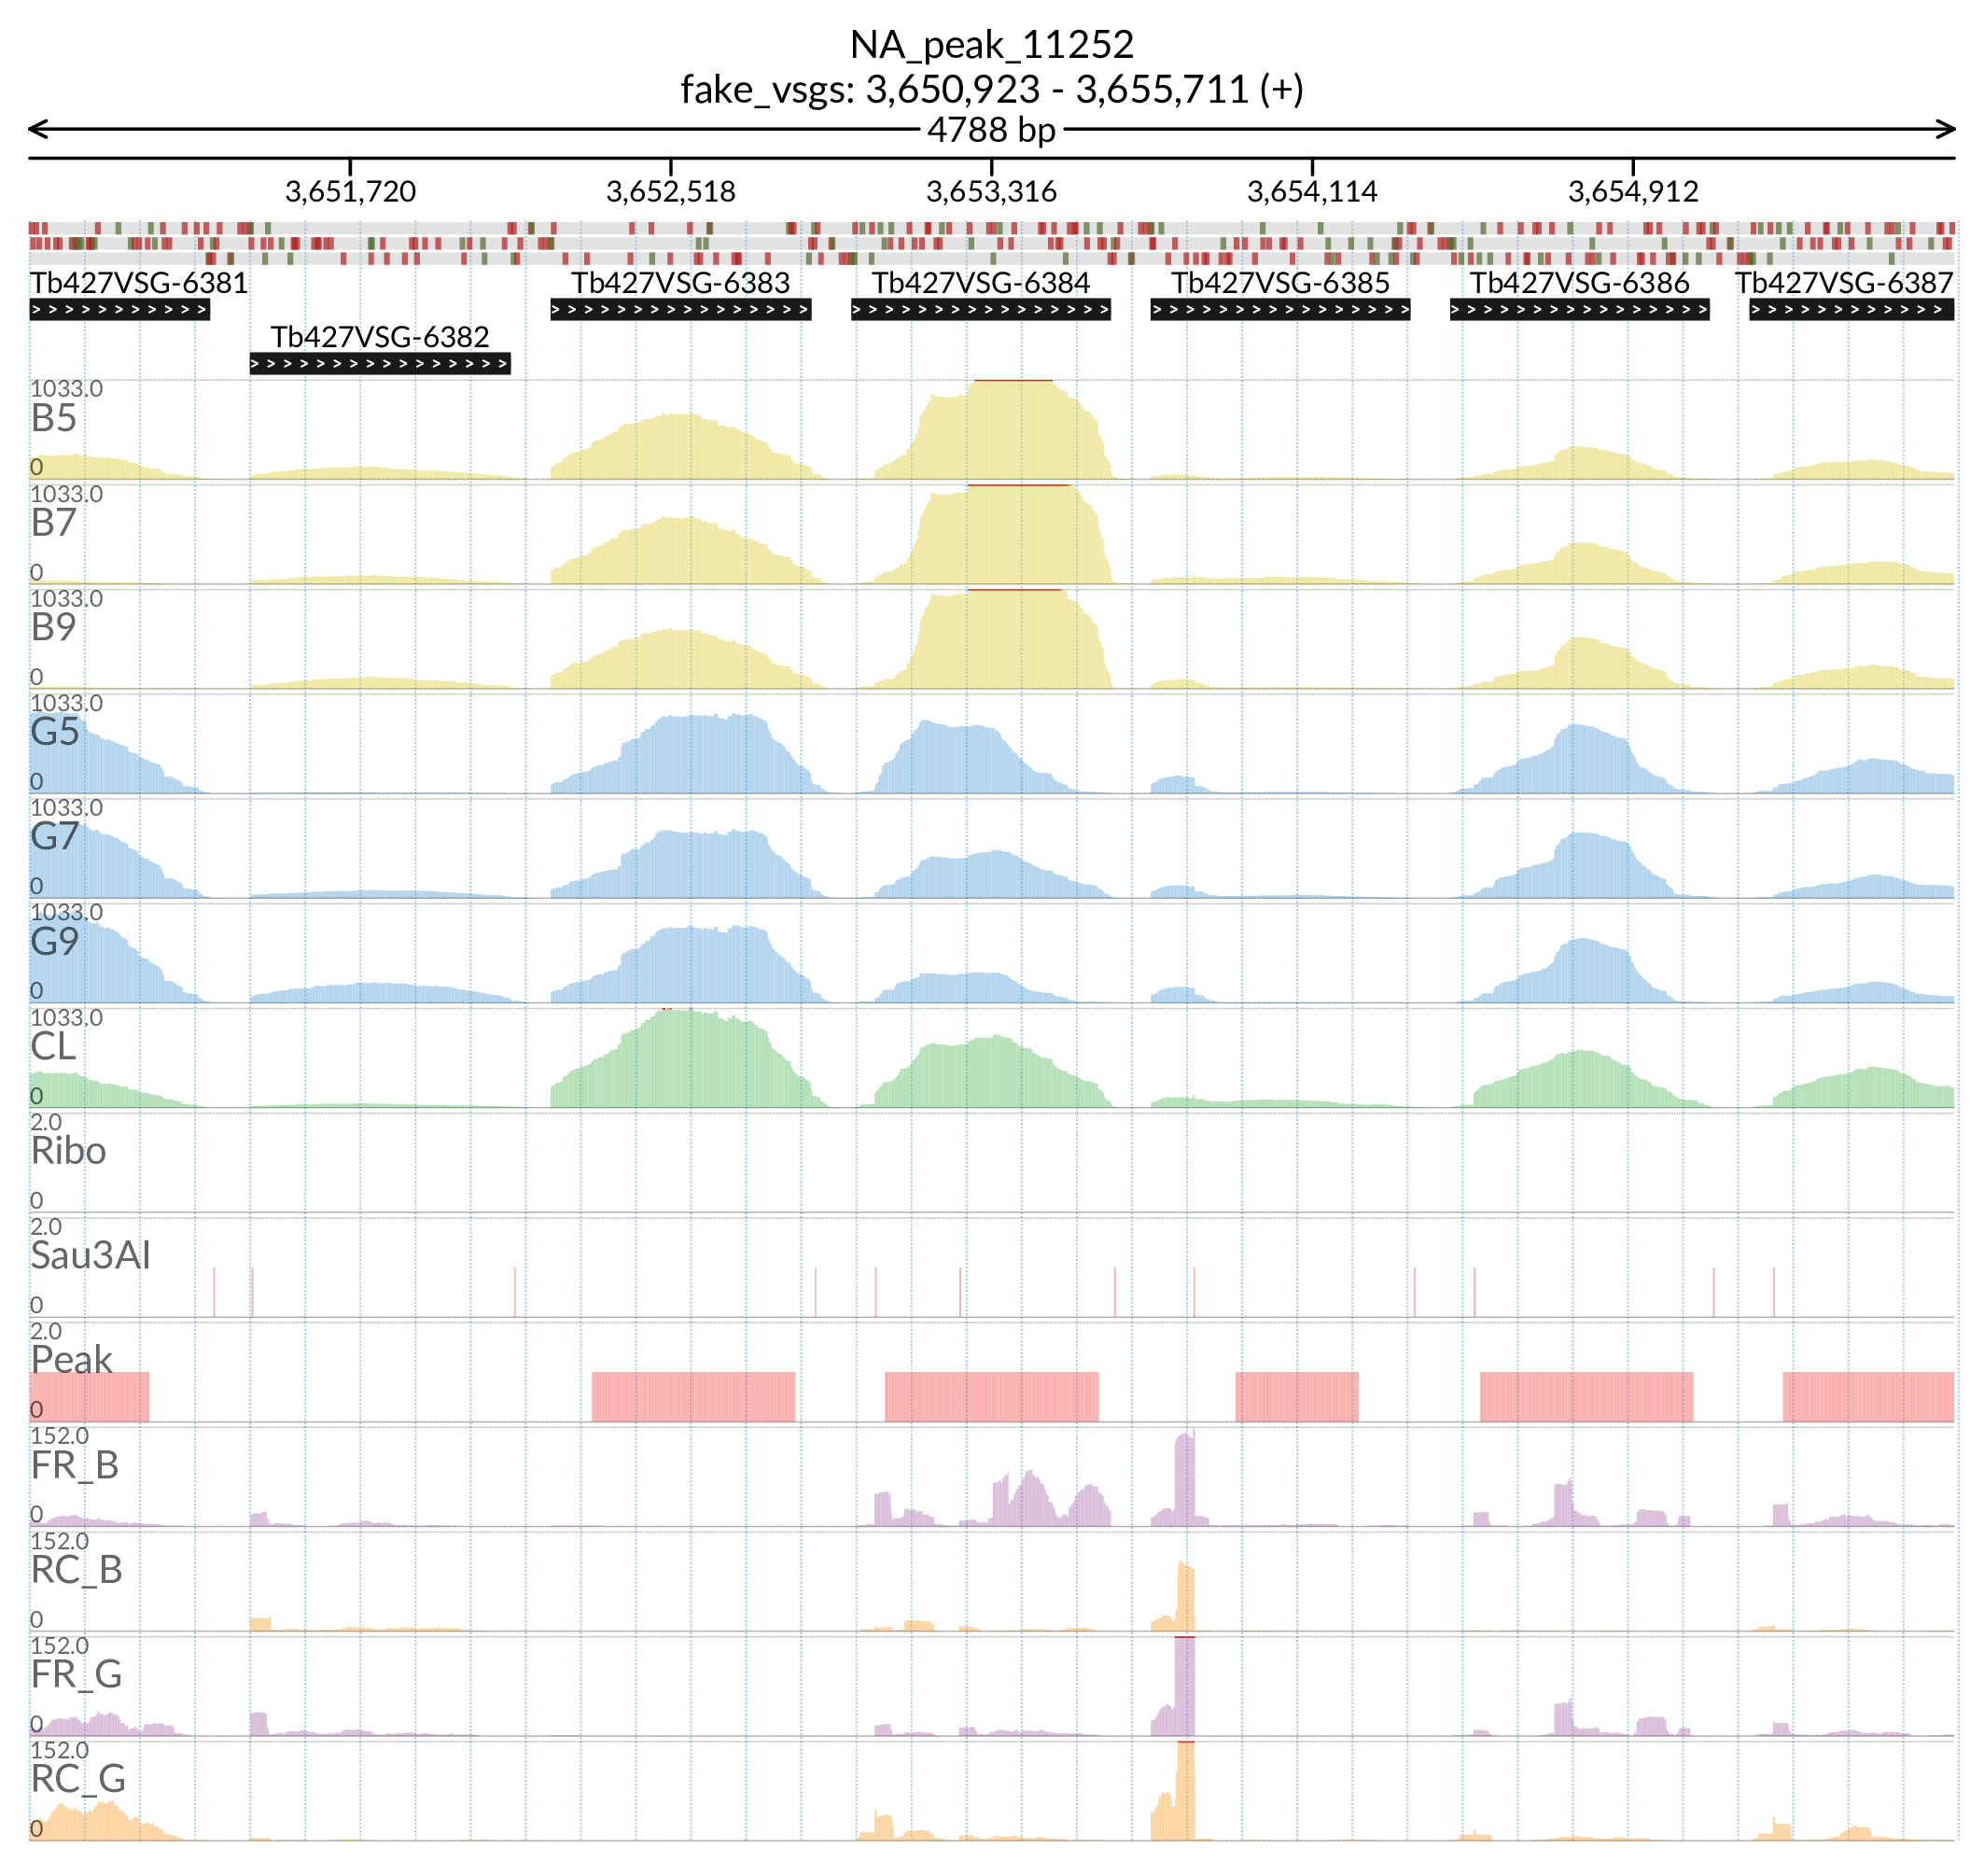 NA_peak_11252
fake_vsgs: 3,650,923 - 3,655,711 (+)
4788 bp
3,651,720 3,652,518 3,653,316 3,654,114 3,654,912
Tb427VSG-6381 Tb427VSG-6383 Tb427VSG-6384 Tb427VSG-6385 Tb427VSG-6386 Tb427VSG-6387
Tb427VSG-6382
1033.0
B5
0
1033.0
B7
0
1033.0
B9
0
1033.0
G5
0
1033.0
G7
0
1033.0
G9
0
1033.0
CL
0
2.0
Ribo
0
2.0
Sau3AI
0
2.0
Peak
0
152.0
FR_B
0
152.0
RC_B
0
152.0
FR_G
0
152.0
RC_G
0